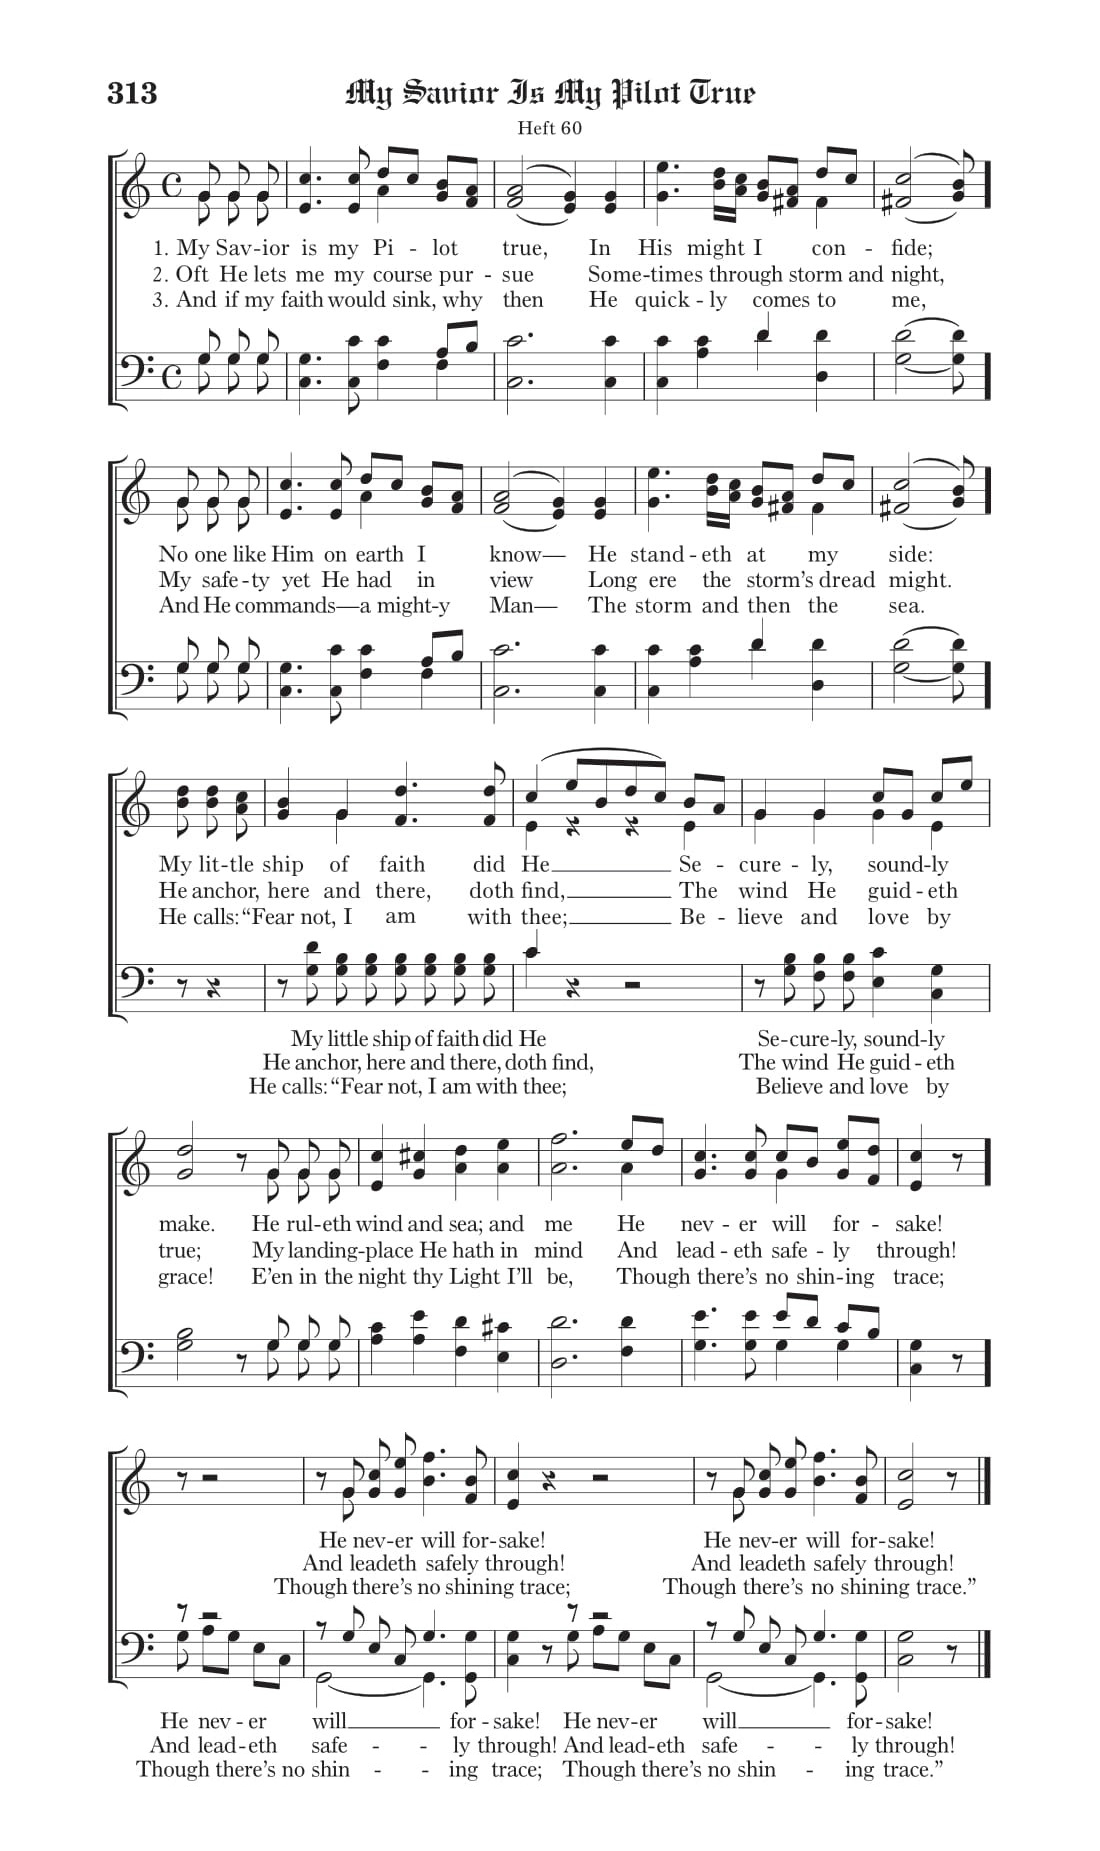 313 My Savior Is My Pilot True
Heft 60
1. My Sav-ior is my Pi - lot true, In His might I con - fide;
2. Oft He lets me my course pur - sue Some-times through storm and night,
3. And if my faith would sink, why then He quick - ly comes to me,
No one like Him on earth I know— He stand - eth at my side:
My safe - ty yet He had in view Long ere the storm’s dread might.
And He commands—a might-y Man— The storm and then the sea.
My lit-tle ship of faith did He Se - cure - ly, sound-ly
He anchor, here and there, doth find, The wind He guid - eth
He calls: “Fear not, I am with thee; Be - lieve and love by
My little ship of faith did He Se-cure-ly, sound-ly
He anchor, here and there, doth find, The wind He guid - eth
He calls: “Fear not, I am with thee; Believe and love by
make. He rul-eth wind and sea; and me He nev - er will for - sake!
true; My landing-place He hath in mind And lead - eth safe - ly through!
grace! E’en in the night thy Light I’ll be, Though there’s no shin-ing trace;
He nev-er will for-sake! He nev-er will for-sake!
And leadeth safely through! And leadeth safely through!
Though there’s no shining trace; Though there’s no shining trace.”
He nev - er will for - sake! He nev-er will for-sake!
And lead-eth safe - - ly through! And lead-eth safe - - ly through!
Though there’s no shin - - ing trace; Though there’s no shin - ing trace.”